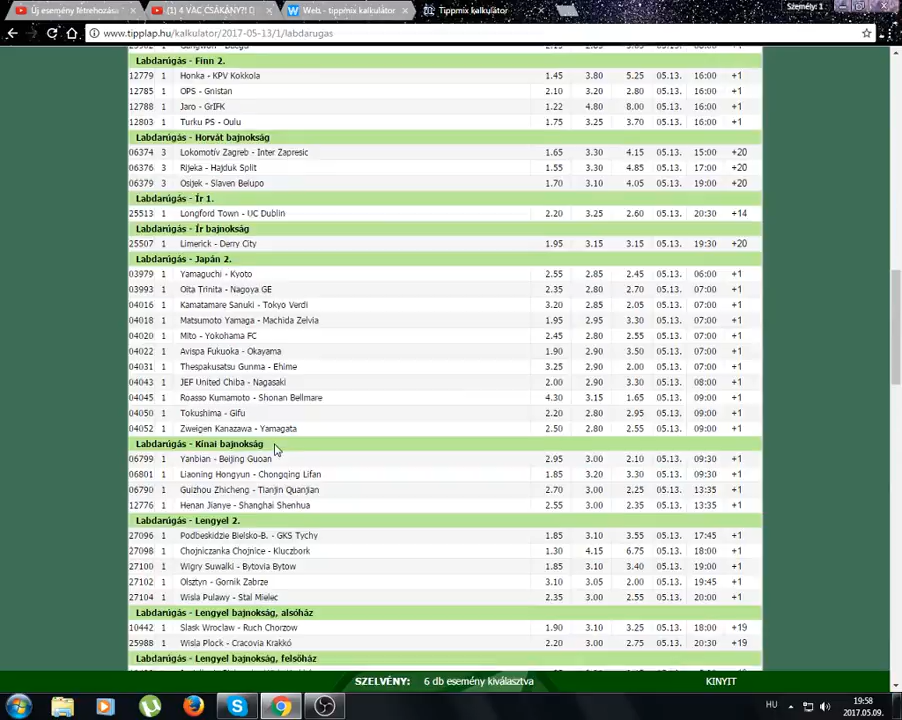 Új esemény létrehozása
(1) 4 VAC CSÁKÁNY?! |
Web. - tippmix kalkulátor
Tippmix kalkulátor
Személy: 1
www.tipplap.hu/kalkulator/2017-05-13/1/labdarugas
Labdarúgás - Finn 2.
12779 1 Honka - KPV Kokkola 1.45 3.80 5.25 05.13. 16:00 +1
12785 1 OPS - Gnistan 2.10 3.20 2.80 05.13. 16:00 +1
12788 1 Jaro - GrIFK 1.22 4.80 8.00 05.13. 16:00 +1
12803 1 Turku PS - Oulu 1.75 3.25 3.70 05.13. 16:00 +1
Labdarúgás - Horvát bajnokság
06374 3 Lokomotív Zagreb - Inter Zapresic 1.65 3.30 4.15 05.13. 15:00 +20
06376 3 Rijeka - Hajduk Split 1.55 3.30 4.85 05.13. 17:00 +20
06379 3 Osijek - Slaven Belupo 1.70 3.10 4.05 05.13. 19:00 +20
Labdarúgás - Ír 1.
25513 1 Longford Town - UC Dublin 2.20 3.25 2.60 05.13. 20:30 +14
Labdarúgás - Ír bajnokság
25507 1 Limerick - Derry City 1.95 3.15 3.15 05.13. 19:30 +20
Labdarúgás - Japán 2.
03979 1 Yamaguchi - Kyoto 2.55 2.85 2.45 05.13. 06:00 +1
03993 1 Oita Trinita - Nagoya GE 2.35 2.80 2.70 05.13. 07:00 +1
04016 1 Kamatamare Sanuki - Tokyo Verdi 3.20 2.85 2.05 05.13. 07:00 +1
04018 1 Matsumoto Yamaga - Machida Zelvia 1.95 2.95 3.30 05.13. 07:00 +1
04020 1 Mito - Yokohama FC 2.45 2.80 2.55 05.13. 07:00 +1
04022 1 Avispa Fukuoka - Okayama 1.90 2.90 3.50 05.13. 07:00 +1
04031 1 Thespakusatsu Gunma - Ehime 3.25 2.90 2.00 05.13. 07:00 +1
04043 1 JEF United Chiba - Nagasaki 2.00 2.90 3.30 05.13. 08:00 +1
04045 1 Roasso Kumamoto - Shonan Bellmare 4.30 3.15 1.65 05.13. 09:00 +1
04050 1 Tokushima - Gifu 2.20 2.80 2.95 05.13. 09:00 +1
04052 1 Zweigen Kanazawa - Yamagata 2.50 2.80 2.55 05.13. 09:00 +1
Labdarúgás - Kínai bajnokság
06799 1 Yanbian - Beijing Guoan 2.95 3.00 2.10 05.13. 09:30 +1
06801 1 Liaoning Hongyun - Chongqing Lifan 1.85 3.20 3.30 05.13. 09:30 +1
06790 1 Guizhou Zhicheng - Tianjin Quanjian 2.70 3.00 2.25 05.13. 13:35 +1
12776 1 Henan Jianye - Shanghai Shenhua 2.55 3.00 2.35 05.13. 13:35 +1
Labdarúgás - Lengyel 2.
27096 1 Podbeskidzie Bielsko-B. - GKS Tychy 1.85 3.10 3.55 05.13. 17:45 +1
27098 1 Chojniczanka Chojnice - Kluczbork 1.30 4.15 6.75 05.13. 18:00 +1
27100 1 Wigry Suwalki - Bytovia Bytow 1.85 3.10 3.40 05.13. 19:00 +1
27102 1 Olsztyn - Gornik Zabrze 3.10 3.05 2.00 05.13. 19:45 +1
27104 1 Wisla Pulawy - Stal Mielec 2.35 3.00 2.55 05.13. 20:00 +1
Labdarúgás - Lengyel bajnokság, alsóház
10442 1 Slask Wroclaw - Ruch Chorzow 1.90 3.10 3.25 05.13. 18:00 +19
25988 1 Wisla Plock - Cracovia Krakkó 2.20 3.00 2.75 05.13. 20:30 +19
Labdarúgás - Lengyel bajnokság, felsőház
SZELVÉNY: 6 db esemény kiválasztva KINYIT
HU
19:58
2017.05.09.